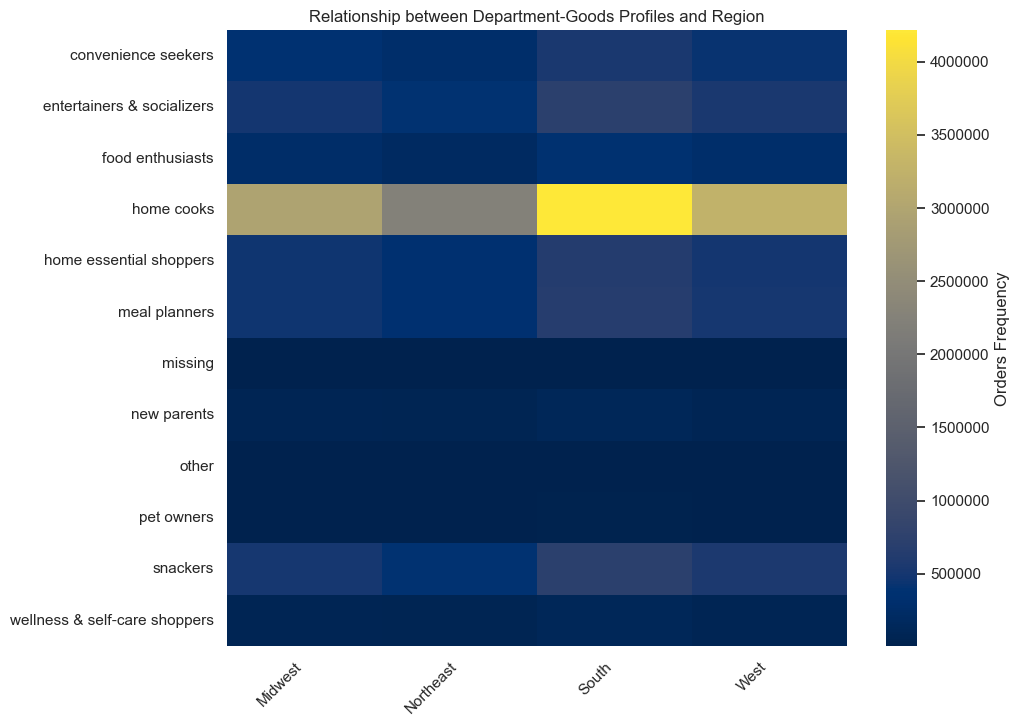 Relationship between Department-Goods Profiles and Region
convenience seekers
entertainers & socializers
food enthusiasts
home cooks
home essential shoppers
meal planners
missing
new parents
other
pet owners
snackers
wellness & self-care shoppers
Midwest
Northeast
South
West
4000000
3500000
3000000
2500000
2000000
1500000
1000000
500000
Orders Frequency